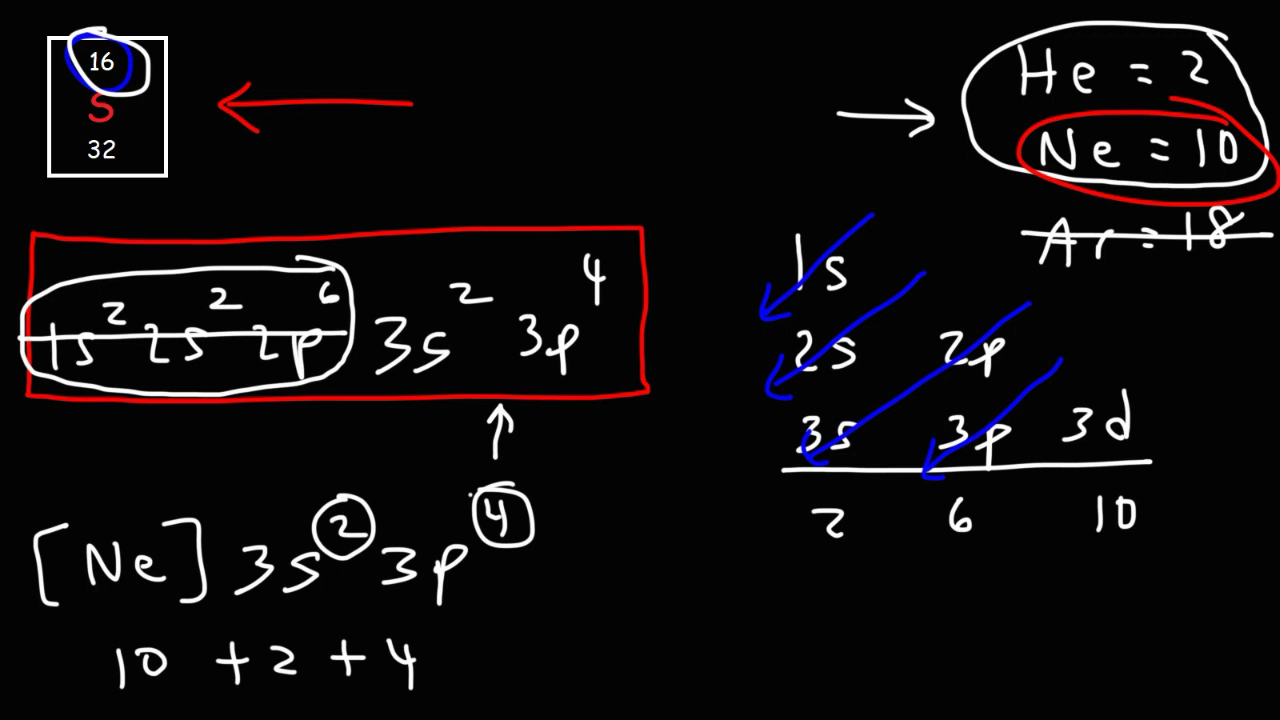 16
S
32
He = 2
Ne = 10
Ar = 18
1s² 2s² 2p⁶ 3s² 3p⁴
1s
2s 2p
3s 3p 3d
2 6 10
[Ne] 3s² 3p⁴
10 + 2 + 4